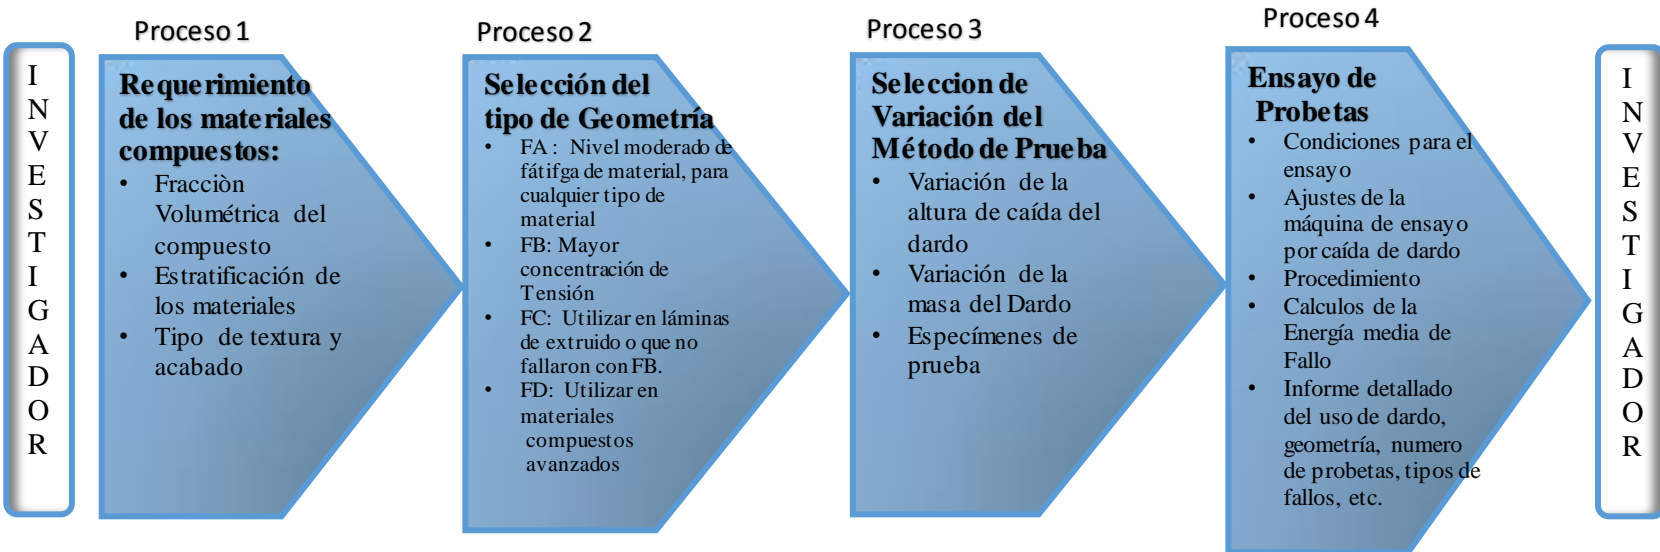 INVESTIGADOR
Proceso 1
Requerimiento
de los materiales
compuestos:
• Fracciòn
Volumétrica del
compuesto
• Estratificación de
los materiales
• Tipo de textura y
acabado
Proceso 2
Selección del
tipo de Geometría
• FA : Nivel moderado de
fátifga de material, para
cualquier tipo de
material
• FB: Mayor
concentración de
Tensión
• FC: Utilizar en láminas
de extruido o que no
fallaron con FB.
• FD: Utilizar en
materiales
compuestos
avanzados
Proceso 3
Seleccion de
Variación del
Método de Prueba
• Variación de la
altura de caída del
dardo
• Variación de la
masa del Dardo
• Especímenes de
prueba
Proceso 4
Ensayo de
Probetas
• Condiciones para el
ensayo
• Ajustes de la
máquina de ensayo
por caída de dardo
• Procedimiento
• Calculos de la
Energía media de
Fallo
• Informe detallado
del uso de dardo,
geometría, numero
de probetas, tipos de
fallos, etc.
INVESTIGADOR